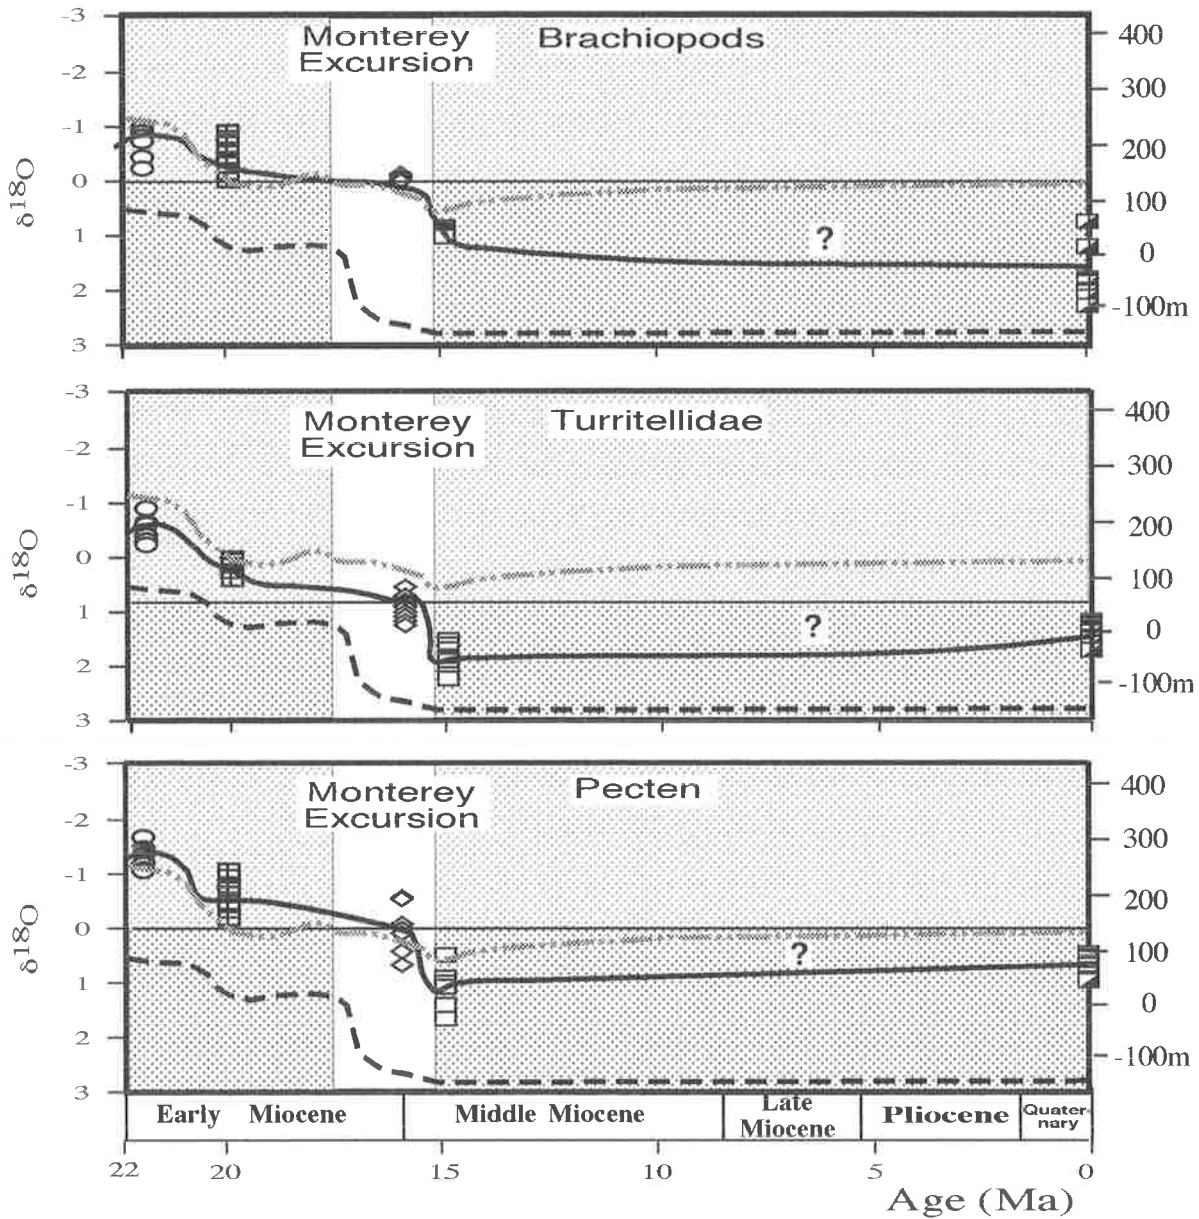 -3
Monterey
Excursion
Brachiopods
400
-2
300
-1
200
0
100
δ18O
1
?
0
2
-100m
3
-3
Monterey
Excursion
Turritellidae
400
-2
300
-1
200
0
100
δ18O
1
?
0
2
-100m
3
-3
Monterey
Excursion
Pecten
400
-2
300
-1
200
0
100
δ18O
?
1
0
2
-100m
3
Early Miocene
Middle Miocene
Late
Miocene
Pliocene
Quater-
nary
22 20 15 10 5 0
Age (Ma)